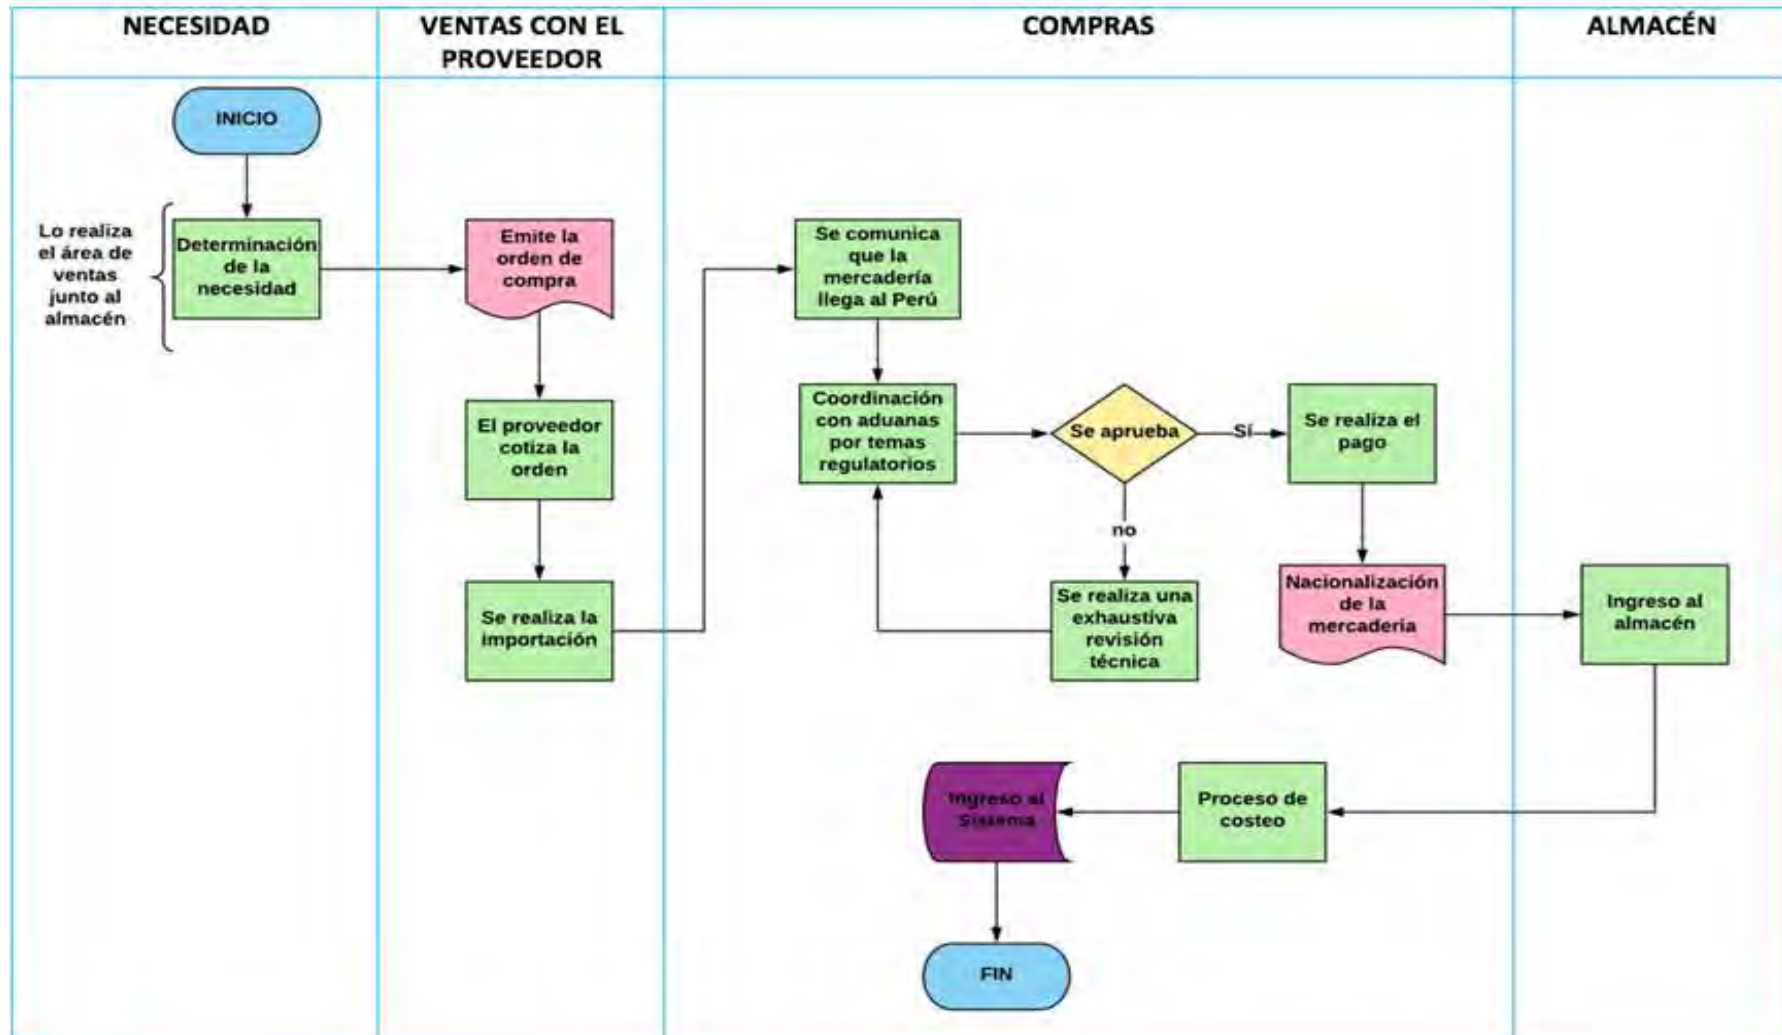 NECESIDAD
VENTAS CON EL
PROVEEDOR
COMPRAS
ALMACÉN
INICIO
Lo realiza
el área de
ventas
junto al
almacén
Determinación
de la
necesidad
Emite la
orden de
compra
El proveedor
cotiza la
orden
Se realiza la
importación
Se comunica
que la
mercadería
llega al Perú
Coordinación
con aduanas
por temas
regulatorios
Se aprueba
Sí
no
Se realiza el
pago
Se realiza una
exhaustiva
revisión
técnica
Nacionalización
de la
mercaderia
Ingreso al
almacén
Proceso de
costeo
Ingreso al
Sistema
FIN